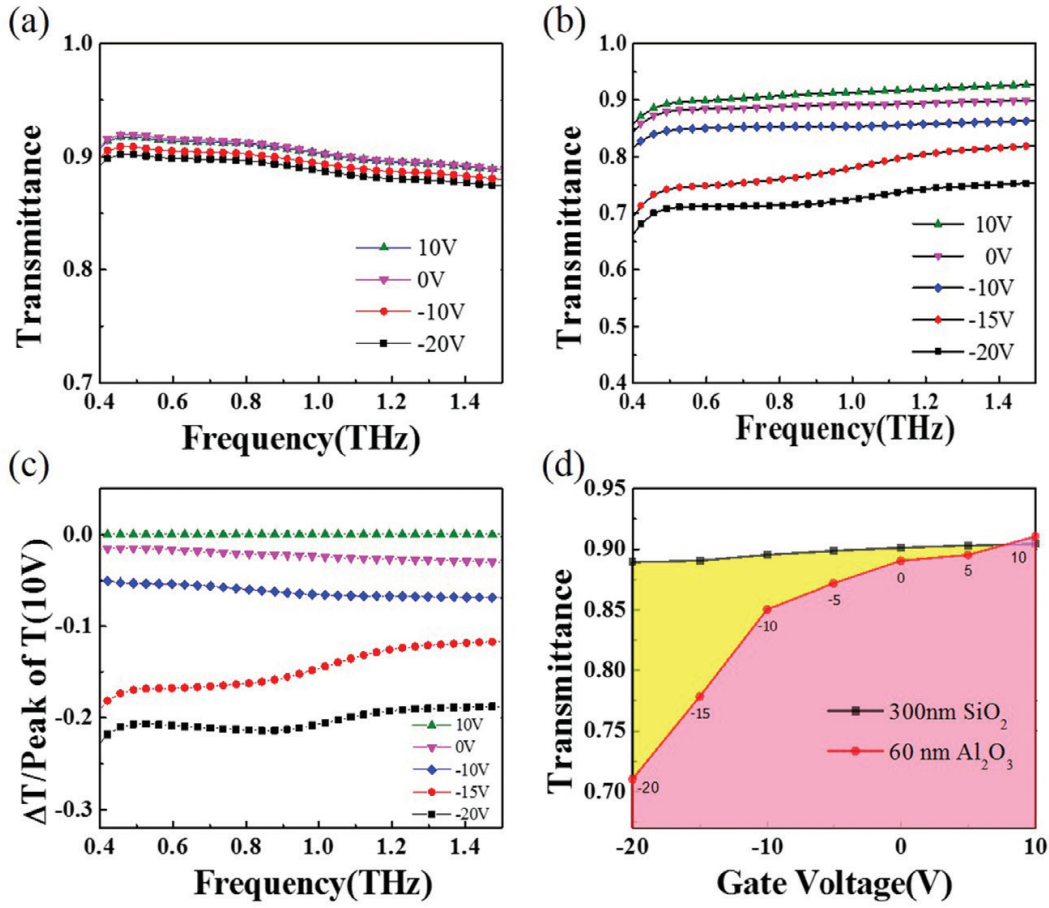 (a)
1.0
0.9
0.8
0.7
Transmittance
10V
0V
-10V
-20V
0.4 0.6 0.8 1.0 1.2 1.4
Frequency(THz)
(b)
1.0
0.9
0.8
0.7
0.6
0.5
0.4
Transmittance
10V
0V
-10V
-15V
-20V
0.4 0.6 0.8 1.0 1.2 1.4
Frequency(THz)
(c)
0.0
-0.1
-0.2
-0.3
ΔT/Peak of T(10V)
10V
0V
-10V
-15V
-20V
0.4 0.6 0.8 1.0 1.2 1.4
Frequency(THz)
(d)
0.95
0.90
0.85
0.80
0.75
0.70
Transmittance
10
5
0
-5
-10
-15
-20
300nm SiO₂
60 nm Al₂O₃
-20 -10 0 10
Gate Voltage(V)